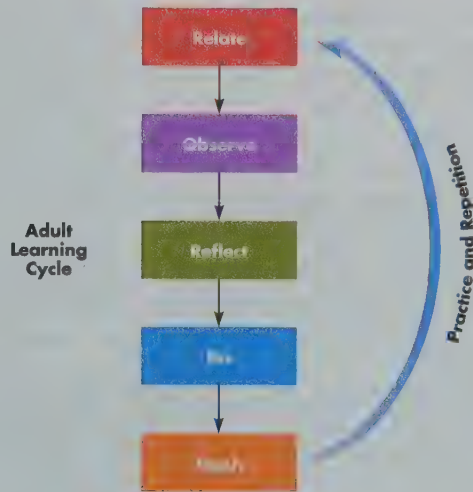 Relate
Observe
Reflect
Adult
Learning
Cycle
Practice and Repetition